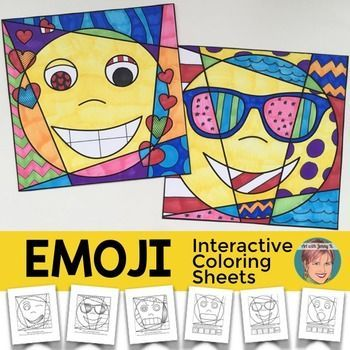 EMOJI
Interactive
Coloring
Sheets
Art with Jenny K.